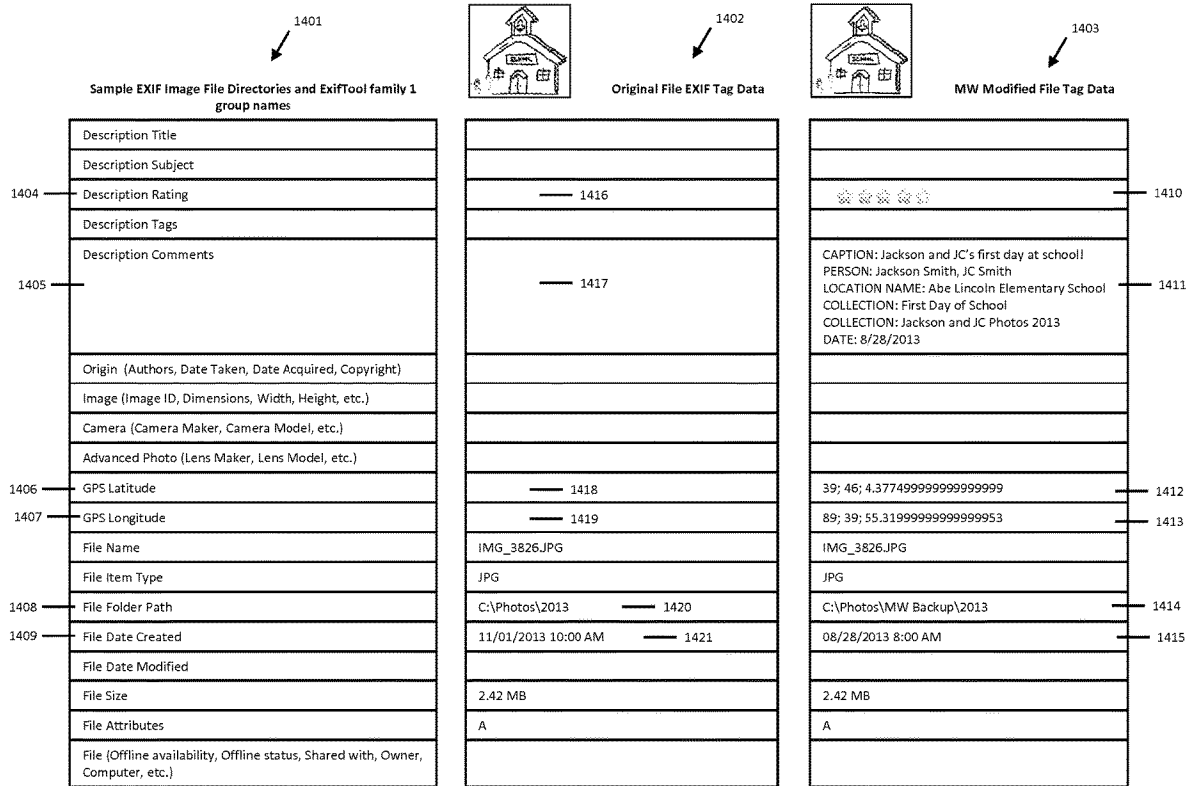 1401
1402
1403
SCHOOL
SCHOOL
Sample EXIF Image File Directories and ExifTool family 1
group names
Original File EXIF Tag Data
MW Modified File Tag Data
Description Title
Description Subject
1404
Description Rating
1416
1410
Description Tags
Description Comments
1405
1417
CAPTION: Jackson and JC's first day at school!
PERSON: Jackson Smith, JC Smith
LOCATION NAME: Abe Lincoln Elementary School
1411
COLLECTION: First Day of School
COLLECTION: Jackson and JC Photos 2013
DATE: 8/28/2013
Origin (Authors, Date Taken, Date Acquired, Copyright)
Image (Image ID, Dimensions, Width, Height, etc.)
Camera (Camera Maker, Camera Model, etc.)
Advanced Photo (Lens Maker, Lens Model, etc.)
1406
GPS Latitude
1418
39; 46; 4.377499999999999999
1412
1407
GPS Longitude
1419
89; 39; 55.31999999999999953
1413
File Name
IMG_3826.JPG
IMG_3826.JPG
File Item Type
JPG
JPG
1408
File Folder Path
C:\Photos\2013
1420
C:\Photos\MW Backup\2013
1414
1409
File Date Created
11/01/2013 10:00 AM
1421
08/28/2013 8:00 AM
1415
File Date Modified
File Size
2.42 MB
2.42 MB
File Attributes
A
A
File (Offline availability, Offline status, Shared with, Owner,
Computer, etc.)